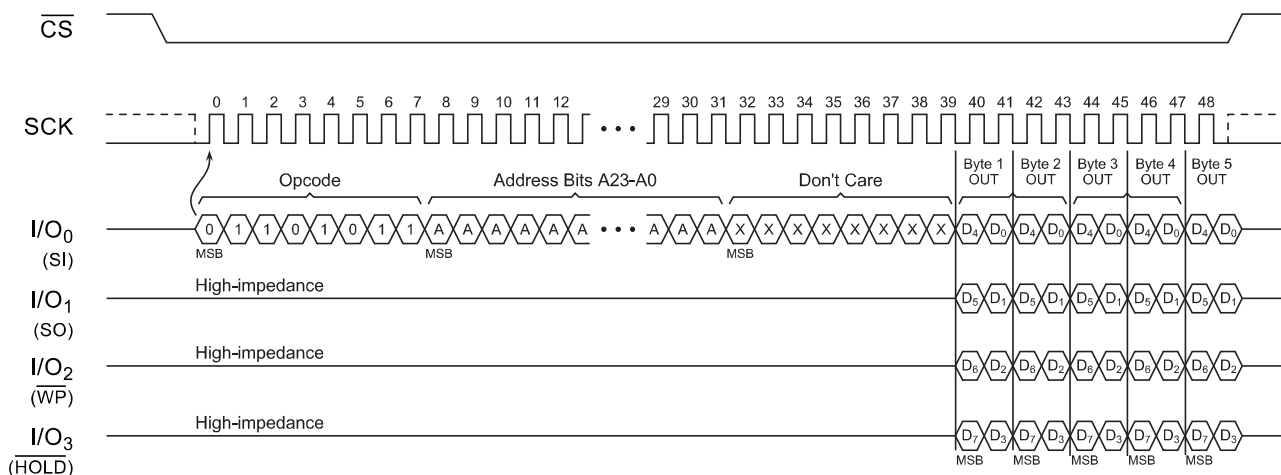 CS
SCK
0 1 2 3 4 5 6 7 8 9 10 11 12 29 30 31 32 33 34 35 36 37 38 39 40 41 42 43 44 45 46 47 48
• • •
Opcode
Address Bits A23-A0
Don't Care
Byte 1 OUT
Byte 2 OUT
Byte 3 OUT
Byte 4 OUT
Byte 5 OUT
I/O0
(SI)
0 1 1 0 1 0 1 1 A A A A A A • • • A A A X X X X X X X X D4 D0 D4 D0 D4 D0 D4 D0 D4 D0
MSB MSB MSB
I/O1
(SO)
High-impedance
D5 D1 D5 D1 D5 D1 D5 D1 D5 D1
I/O2
(WP)
High-impedance
D6 D2 D6 D2 D6 D2 D6 D2 D6 D2
I/O3
(HOLD)
High-impedance
D7 D3 D7 D3 D7 D3 D7 D3 D7 D3
MSB MSB MSB MSB MSB